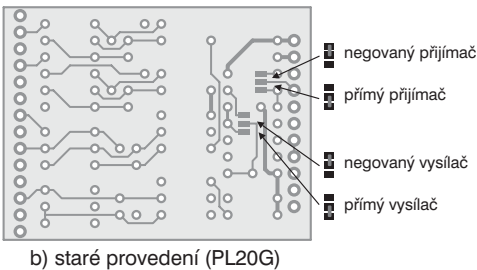 negovaný přijímač
přímý přijímač
negovaný vysílač
přímý vysílač
b) staré provedení (PL20G)